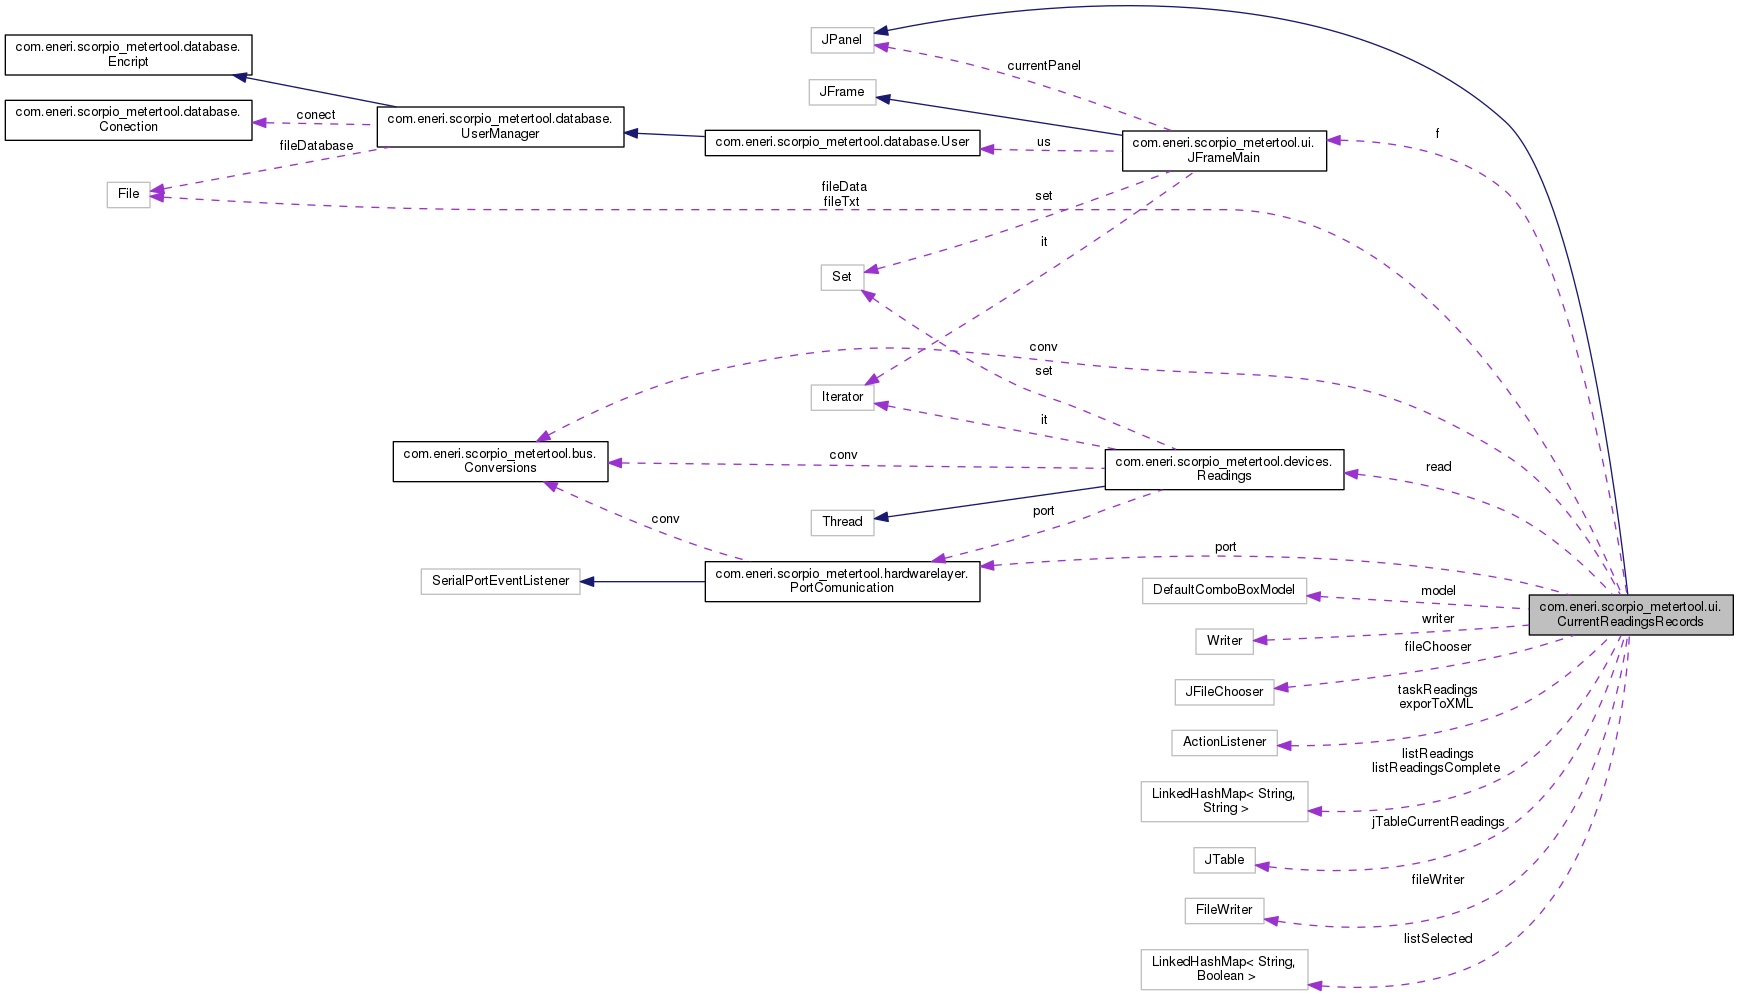 com.eneri.scorpio_metertool.database.
Encript
com.eneri.scorpio_metertool.database.
Conection
conect
fileDatabase
File
com.eneri.scorpio_metertool.database.
UserManager
com.eneri.scorpio_metertool.database.User
JPanel
JFrame
currentPanel
us
com.eneri.scorpio_metertool.ui.
JFrameMain
f
fileData
fileTxt
set
it
Set
conv
set
Iterator
it
com.eneri.scorpio_metertool.bus.
Conversions
conv
com.eneri.scorpio_metertool.devices.
Readings
read
Thread
port
conv
SerialPortEventListener
com.eneri.scorpio_metertool.hardwarelayer.
PortComunication
port
DefaultComboBoxModel
model
com.eneri.scorpio_metertool.ui.
CurrentReadingsRecords
writer
Writer
fileChooser
JFileChooser
taskReadings
exporToXML
ActionListener
listReadings
listReadingsComplete
LinkedHashMap< String,
String >
jTableCurrentReadings
JTable
fileWriter
FileWriter
listSelected
LinkedHashMap< String,
Boolean >